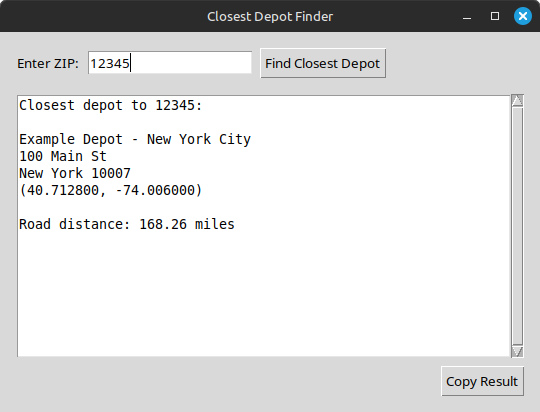 Closest Depot Finder
Enter ZIP: 12345 Find Closest Depot
Closest depot to 12345:
Example Depot - New York City
100 Main St
New York 10007
(40.712800, -74.006000)
Road distance: 168.26 miles
Copy Result